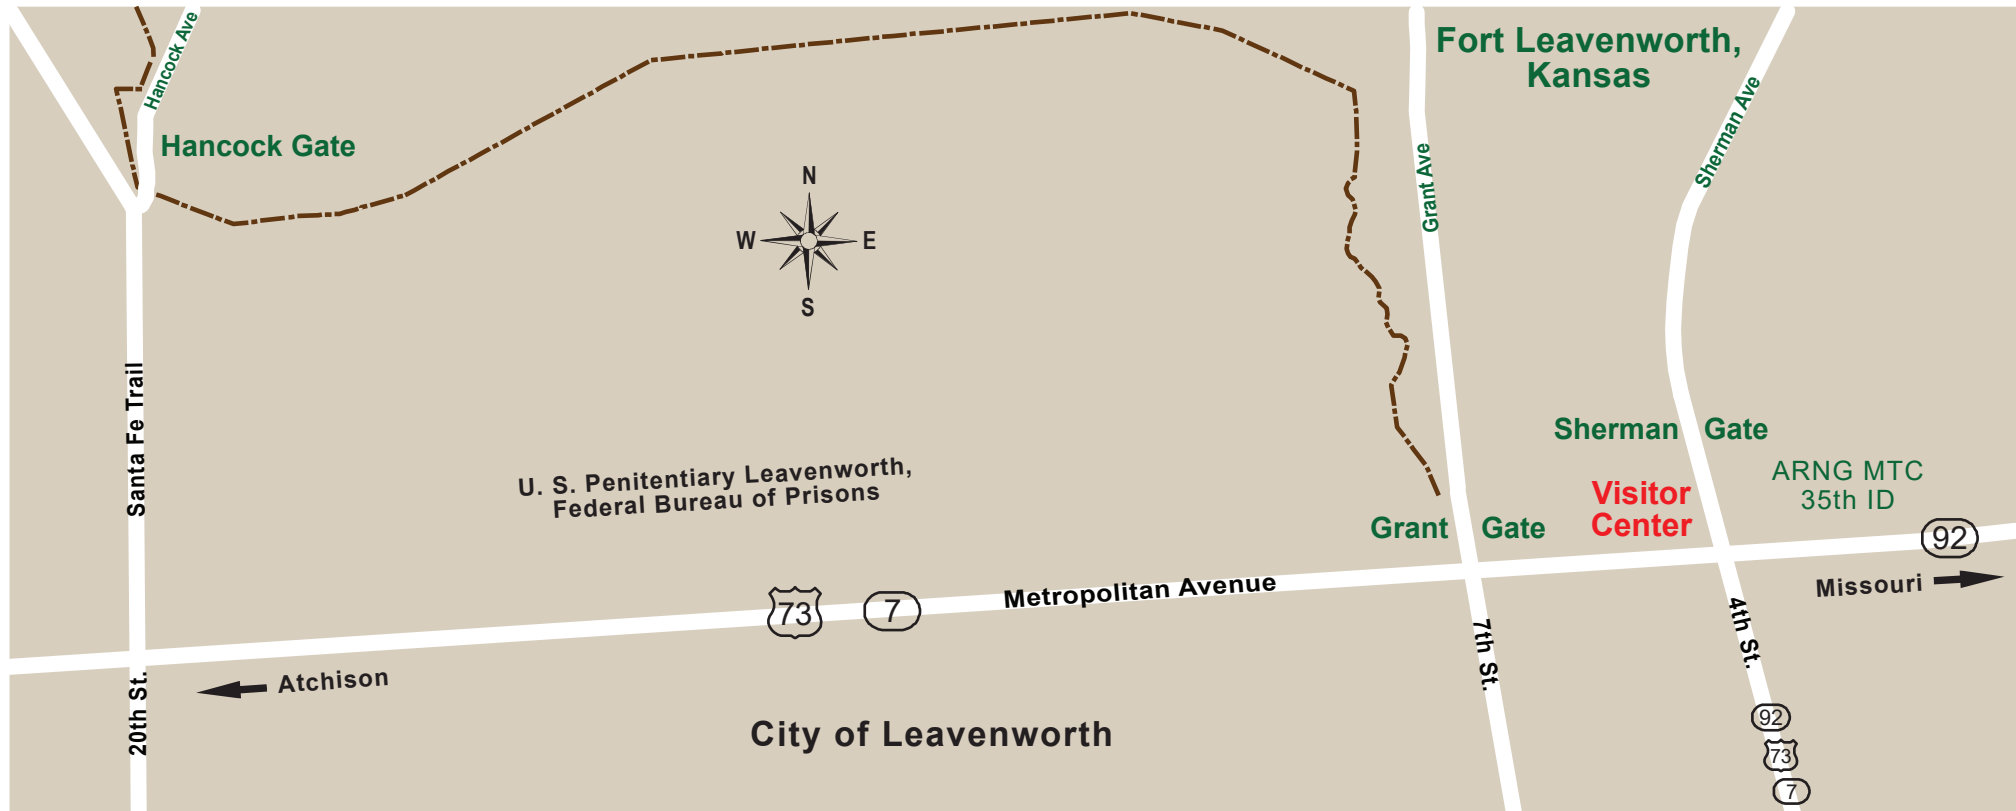 Hancock Ave
Hancock Gate
Fort Leavenworth,
Kansas
Grant Ave
Sherman Ave
N
W E
S
Santa Fe Trail
U. S. Penitentiary Leavenworth,
Federal Bureau of Prisons
Sherman Gate
ARNG MTC
35th ID
Visitor
Center
Grant Gate
92
Missouri
Metropolitan Avenue
73
7
Atchison
20th St.
7th St.
4th St.
City of Leavenworth
92
73
7